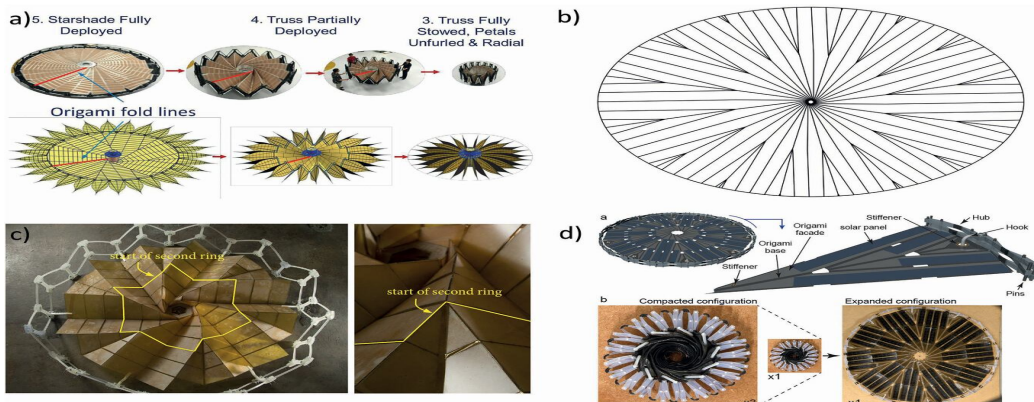 a)
5. Starshade Fully
Deployed
4. Truss Partially
Deployed
3. Truss Fully
Stowed, Petals
Unfurled & Radial
Origami fold lines
b)
c)
start of second ring
start of second ring
d)
a
Stiffener
Origami
base
Origami
facade
solar panel
Stiffener
Hub
Hook
Pins
b
Compacted configuration
x1
Expanded configuration
x1